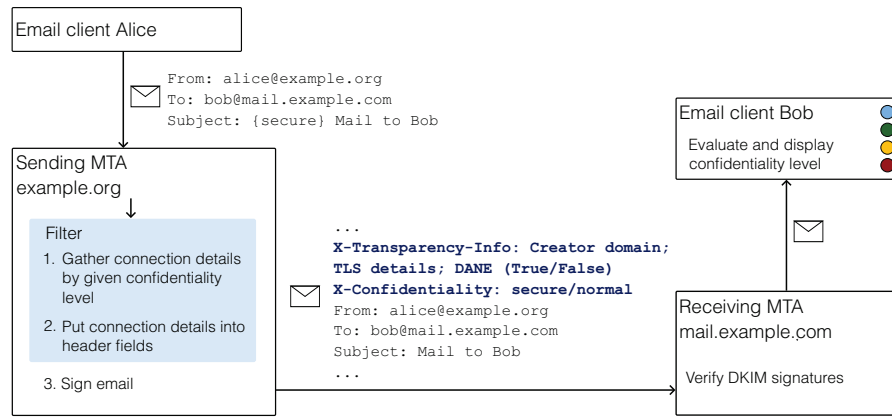 Email client Alice
From: alice@example.org
To: bob@mail.example.com
Subject: {secure} Mail to Bob
Sending MTA
example.org
Filter
1. Gather connection details
by given confidentiality
level
2. Put connection details into
header fields
3. Sign email
...
X-Transparency-Info: Creator domain;
TLS details; DANE (True/False)
X-Confidentiality: secure/normal
From: alice@example.org
To: bob@mail.example.com
Subject: Mail to Bob
...
Email client Bob
Evaluate and display
confidentiality level
Receiving MTA
mail.example.com
Verify DKIM signatures